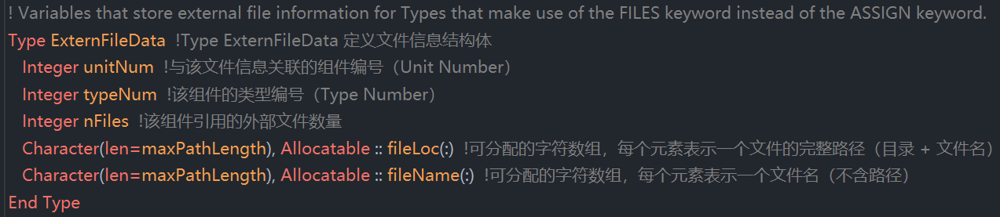 ! Variables that store external file information for Types that make use of the FILES keyword instead of the ASSIGN keyword.
Type ExternFileData !Type ExternFileData 定义文件信息结构体
Integer unitNum !与该文件信息关联的组件编号（Unit Number）
Integer typeNum !该组件的类型编号（Type Number）
Integer nFiles !该组件引用的外部文件数量
Character(len=maxPathLength), Allocatable :: fileLoc(:) !可分配的字符数组，每个元素表示一个文件的完整路径（目录 + 文件名）
Character(len=maxPathLength), Allocatable :: fileName(:) !可分配的字符数组，每个元素表示一个文件名（不含路径）
End Type